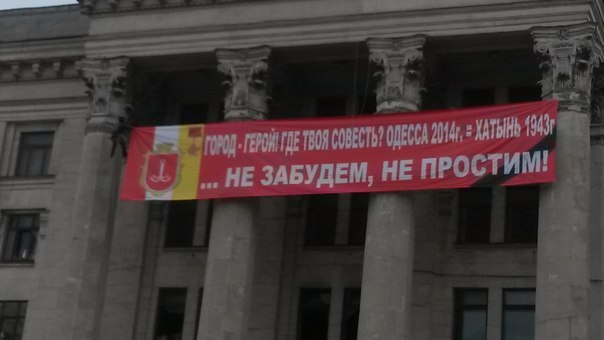 ГОРОД - ГЕРОЙ! ГДЕ ТВОЯ СОВЕСТЬ? ОДЕССА 2014г. = ХАТЫНЬ 1943г
... НЕ ЗАБУДЕМ, НЕ ПРОСТИМ!